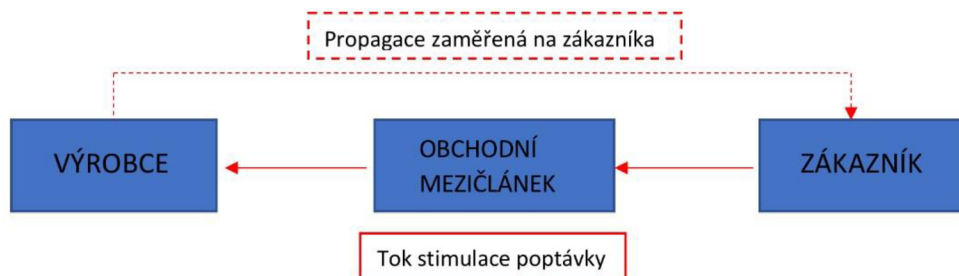 Propagace zaměřená na zákazníka
VÝROBCE
OBCHODNÍ
MEZIČLÁNEK
ZÁKAZNÍK
Tok stimulace poptávky